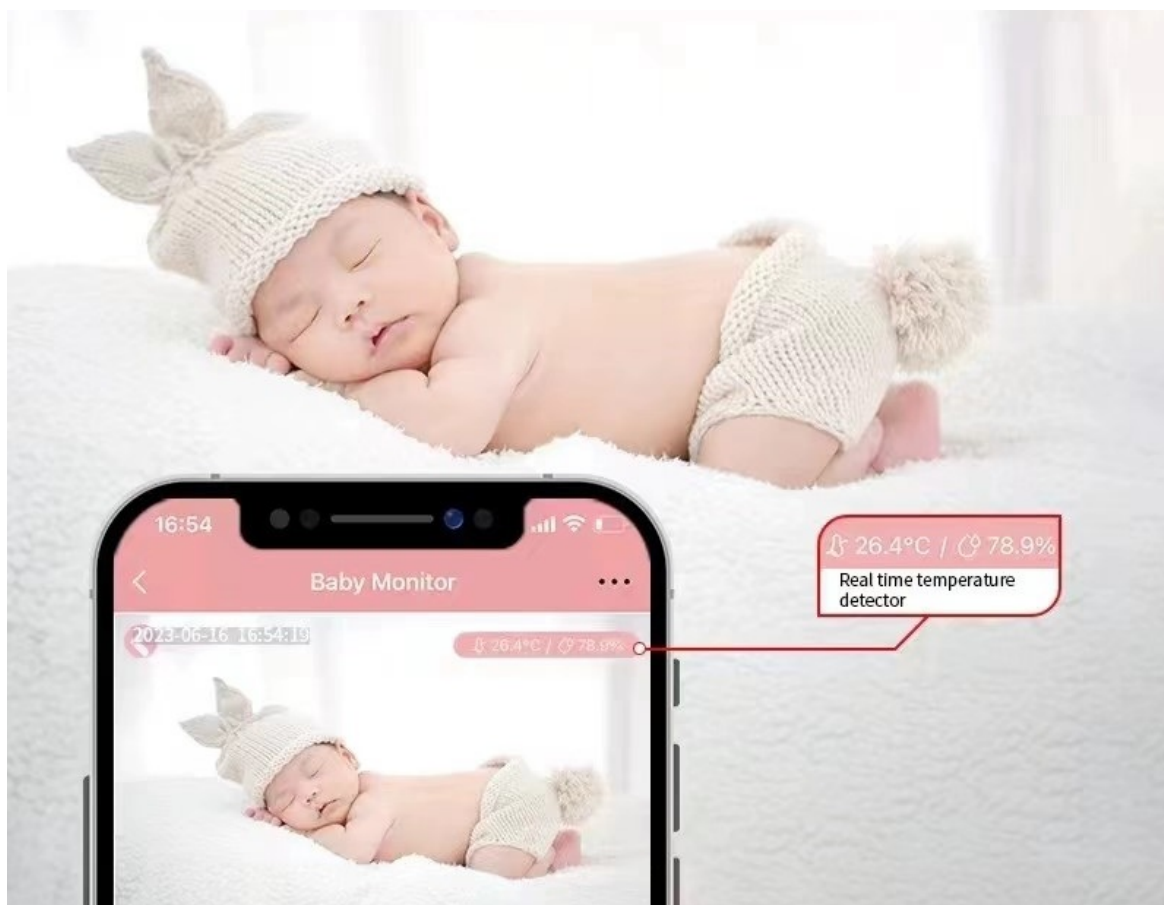 16:54
Baby Monitor
2023-06-16 16:54:19
26.4°C / 78.9%
26.4°C / 78.9%
Real time temperature
detector